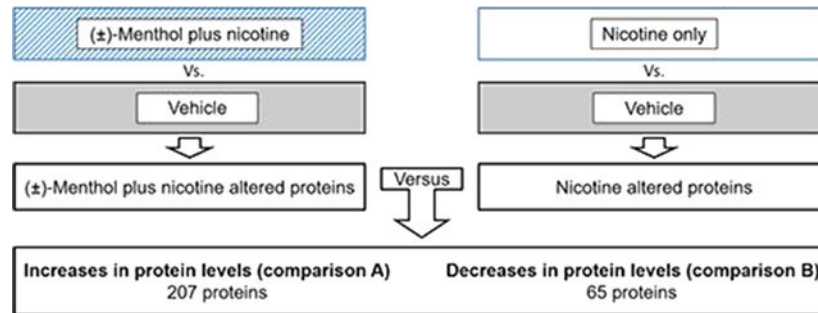 (±)-Menthol plus nicotine
Nicotine only
Vs.
Vs.
Vehicle
Vehicle
(±)-Menthol plus nicotine altered proteins
Versus
Nicotine altered proteins
Increases in protein levels (comparison A)
207 proteins
Decreases in protein levels (comparison B)
65 proteins